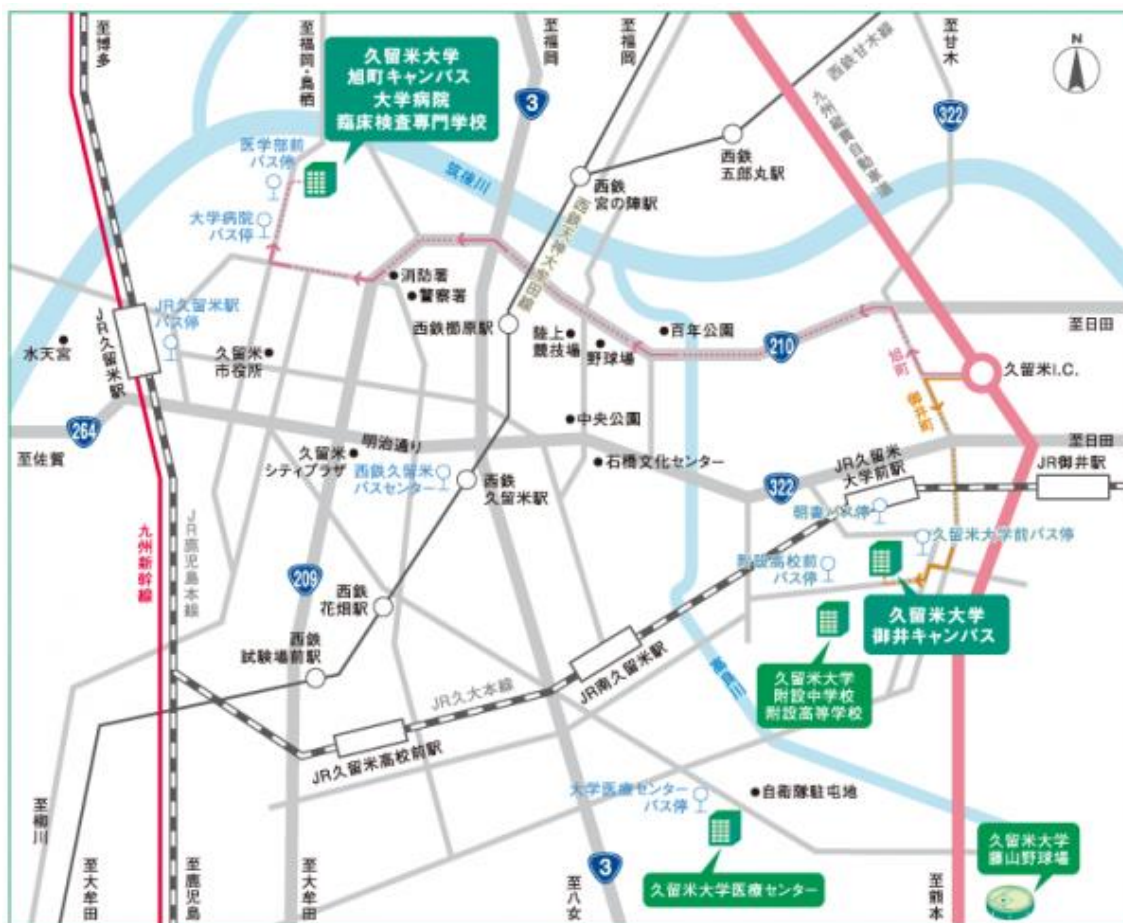 至博多
至福岡・鳥栖
至福岡
至福岡
至甘木
N
久留米大学
旭町キャンパス
大学病院
臨床検査専門学校
3
西鉄甘木線
九州縦貫自動車道
322
医学部前
バス停
筑後川
西鉄
五郎丸駅
西鉄
宮の陣駅
大学病院
バス停
西鉄天神大牟田線
消防署
警察署
JR久留米駅
バス停
西鉄櫛原駅
陸上
競技場
野球場
百年公園
210
至日田
水天宮
JR久留米駅
久留米
市役所
旭町
久留米I.C.
御井町
264
至佐賀
明治通り
中央公園
至日田
久留米
シティプラザ
西鉄久留米
バスセンター
西鉄
久留米駅
石橋文化センター
322
JR久留米
大学前駅
JR御井駅
朝妻バス停
久留米大学前バス停
九州新幹線
JR鹿児島本線
209
西鉄
花畑駅
附設高校前
バス停
久留米大学
御井キャンパス
西鉄
試験場前駅
JR南久留米駅
高良川
久留米大学
附設中学校
附設高等学校
JR久大本線
JR久留米高校前駅
大学医療センター
バス停
自衛隊駐屯地
至柳川
久留米大学
藤山野球場
3
久留米大学医療センター
至大牟田
至鹿児島
至大牟田
至八女
至熊本